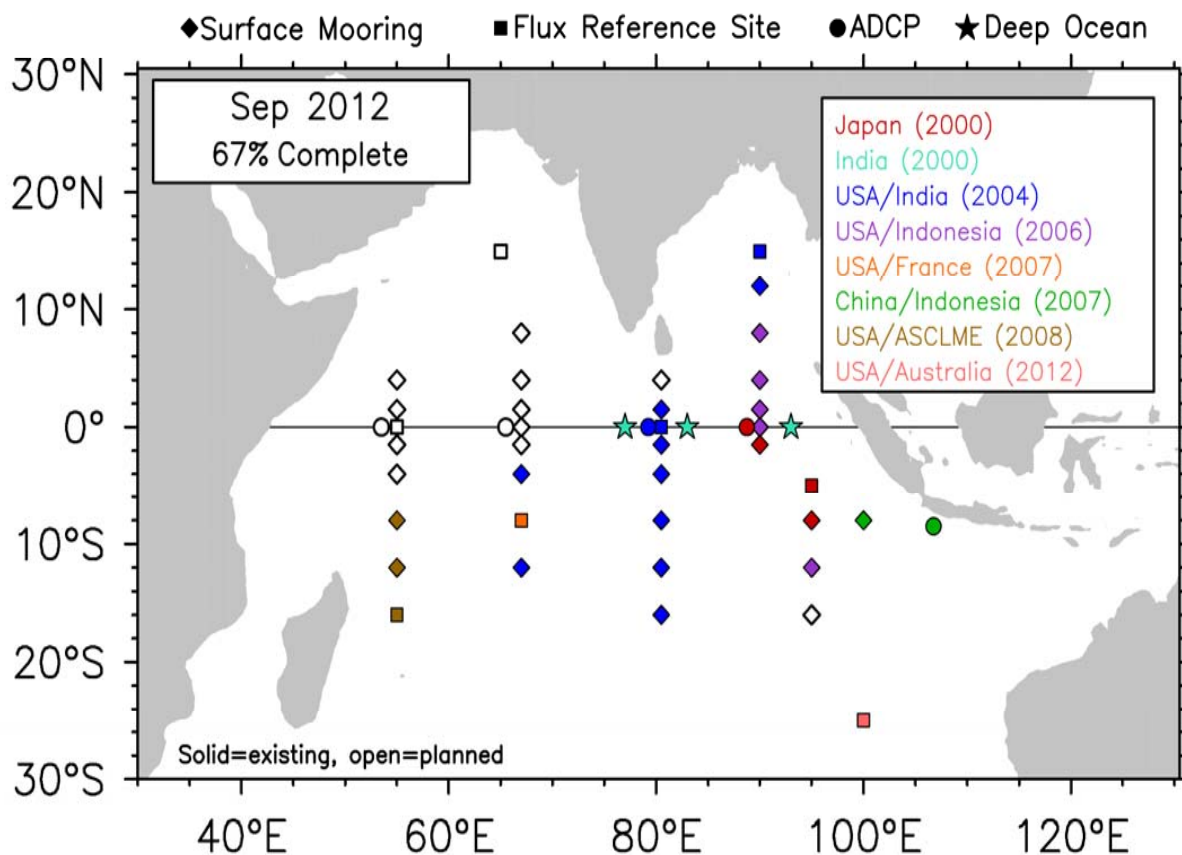 Surface Mooring Flux Reference Site ADCP Deep Ocean
30°N
20°N
10°N
0°
10°S
20°S
30°S
Sep 2012
67% Complete
Japan (2000)
India (2000)
USA/India (2004)
USA/Indonesia (2006)
USA/France (2007)
China/Indonesia (2007)
USA/ASCLME (2008)
USA/Australia (2012)
Solid=existing, open=planned
40°E 60°E 80°E 100°E 120°E